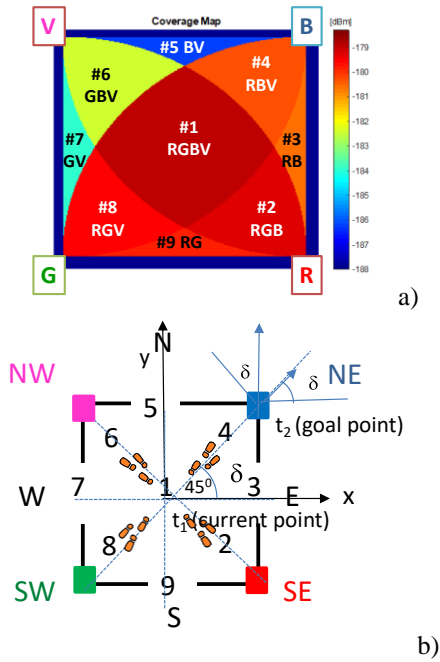 Coverage Map
[dBm]
V
B
#5 BV
#6
GBV
#4
RBV
#1
RGBV
#7
GV
#3
RB
#8
RGV
#2
RGB
#9 RG
G
R
-179
-180
-181
-182
-183
-184
-185
-186
-187
-188
a)
N
y
NW
NE
δ
δ
5
t2 (goal point)
6
4
δ
W
7
1
45⁰
3
E
x
t1 (current point)
8
2
SW
9
SE
S
b)